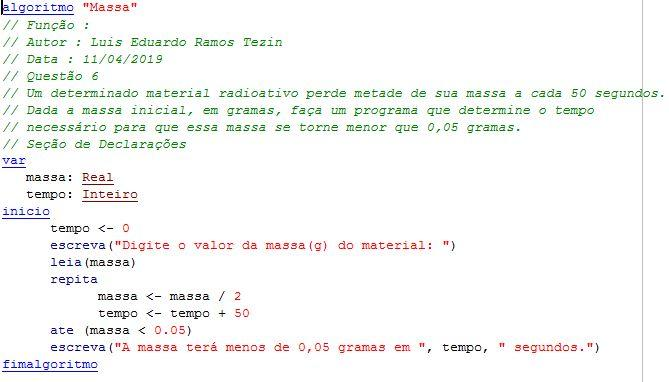 algoritmo "Massa"
// Função :
// Autor : Luis Eduardo Ramos Tezin
// Data : 11/04/2019
// Questão 6
// Um determinado material radioativo perde metade de sua massa a cada 50 segundos.
// Dada a massa inicial, em gramas, faça um programa que determine o tempo
// necessário para que essa massa se torne menor que 0,05 gramas.
// Seção de Declarações
var
massa: Real
tempo: Inteiro
inicio
tempo <- 0
escreva("Digite o valor da massa(g) do material: ")
leia(massa)
repita
massa <- massa / 2
tempo <- tempo + 50
ate (massa < 0.05)
escreva("A massa terá menos de 0,05 gramas em ", tempo, " segundos.")
fimalgoritmo